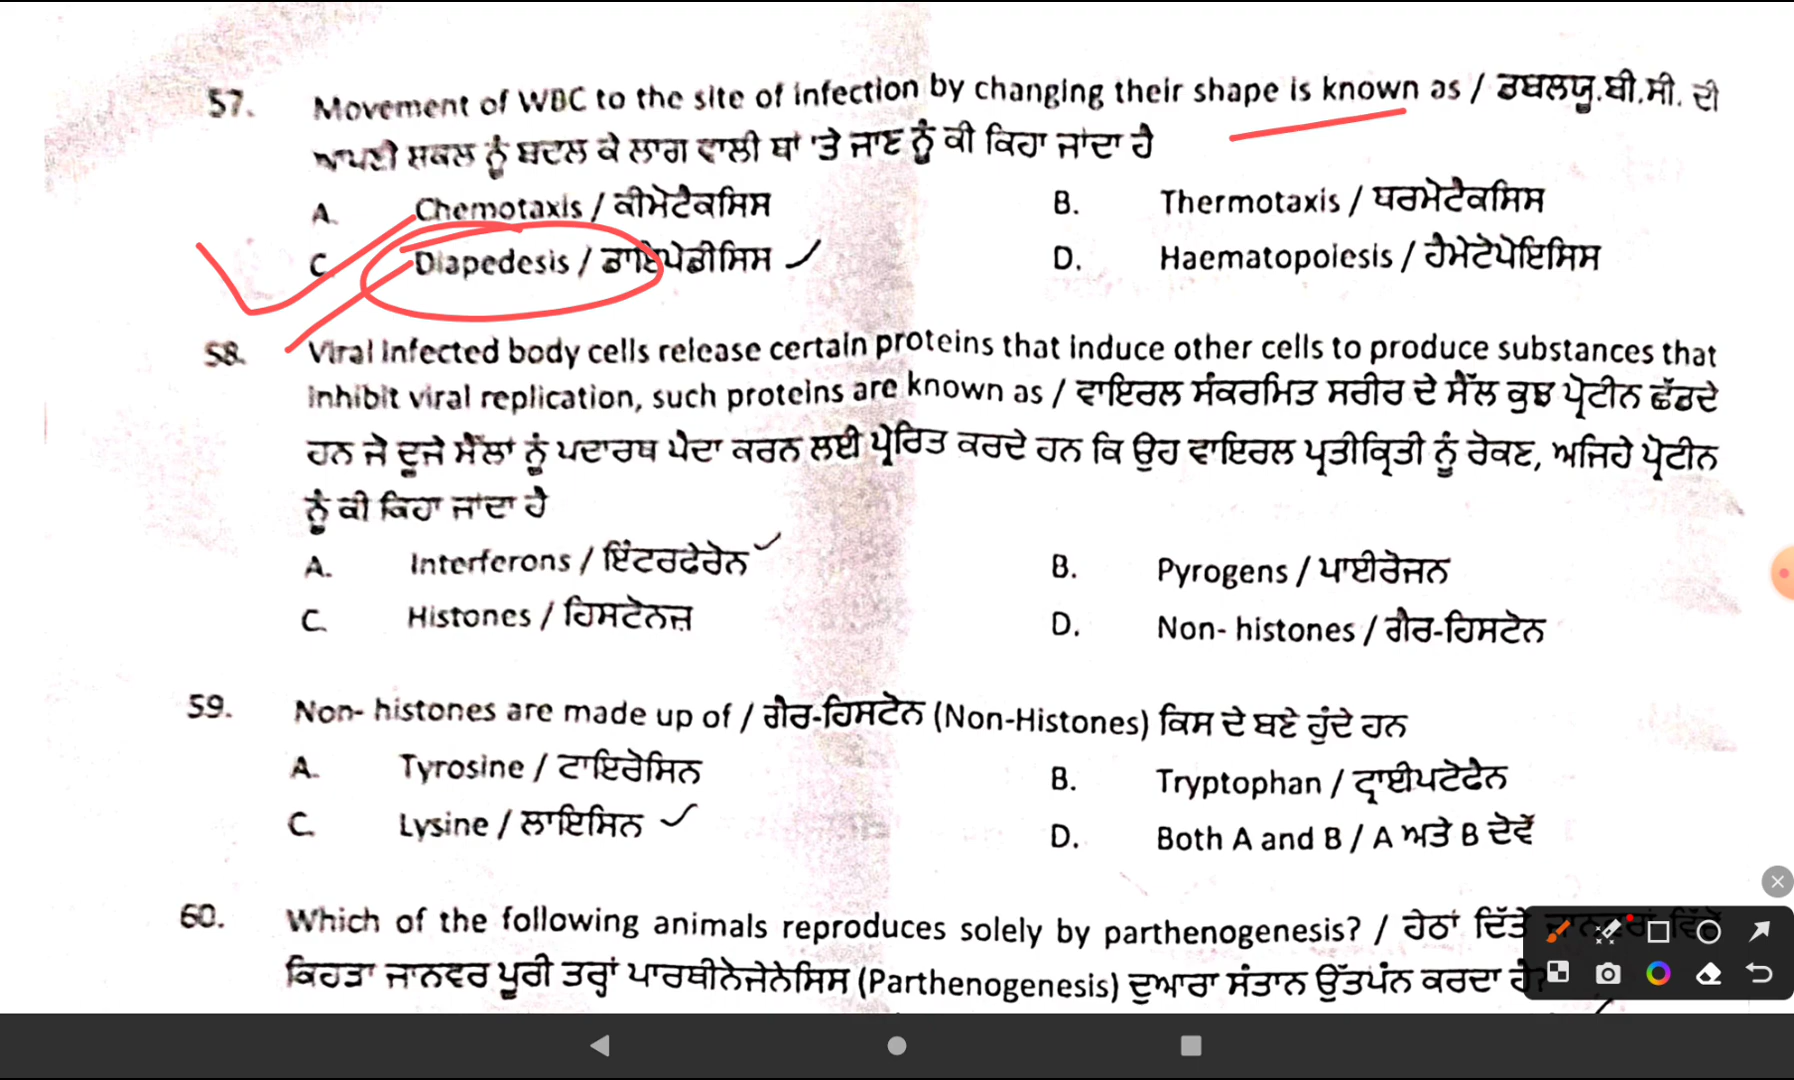 57. Movement of WBC to the site of infection by changing their shape is known as / ਡਬਲਯੂ.ਬੀ.ਸੀ. ਦੀ
ਆਪਣੀ ਸ਼ਕਲ ਨੂੰ ਬਦਲ ਕੇ ਲਾਗ ਵਾਲੀ ਥਾਂ 'ਤੇ ਜਾਣ ਨੂੰ ਕੀ ਕਿਹਾ ਜਾਂਦਾ ਹੈ
A. Chemotaxis / ਕੀਮੋਟੈਕਸਿਸ B. Thermotaxis / ਥਰਮੋਟੈਕਸਿਸ
C. Diapedesis / ਡਾਇਪੇਡੀਸਿਸ D. Haematopoiesis / ਹੈਮੇਟੋਪੋਇਸਿਸ
58. Viral infected body cells release certain proteins that induce other cells to produce substances that
inhibit viral replication, such proteins are known as / ਵਾਇਰਲ ਸੰਕਰਮਿਤ ਸਰੀਰ ਦੇ ਸੈੱਲ ਕੁਝ ਪ੍ਰੋਟੀਨ ਛੱਡਦੇ
ਹਨ ਜੋ ਦੂਜੇ ਸੈੱਲਾਂ ਨੂੰ ਪਦਾਰਥ ਪੈਦਾ ਕਰਨ ਲਈ ਪ੍ਰੇਰਿਤ ਕਰਦੇ ਹਨ ਕਿ ਉਹ ਵਾਇਰਲ ਪ੍ਰਤੀਕ੍ਰਿਤੀ ਨੂੰ ਰੋਕਣ, ਅਜਿਹੇ ਪ੍ਰੋਟੀਨ
ਨੂੰ ਕੀ ਕਿਹਾ ਜਾਂਦਾ ਹੈ
A. Interferons / ਇੰਟਰਫੇਰੋਨ B. Pyrogens / ਪਾਈਰੋਜਨ
C. Histones / ਹਿਸਟੋਨਜ਼ D. Non- histones / ਗੈਰ-ਹਿਸਟੋਨ
59. Non- histones are made up of / ਗੈਰ-ਹਿਸਟੋਨ (Non-Histones) ਕਿਸ ਦੇ ਬਣੇ ਹੁੰਦੇ ਹਨ
A. Tyrosine / ਟਾਇਰੋਸਿਨ B. Tryptophan / ਟ੍ਰਾਈਪਟੋਫੈਨ
C. Lysine / ਲਾਇਸਿਨ D. Both A and B / A ਅਤੇ B ਦੋਵੇਂ
60. Which of the following animals reproduces solely by parthenogenesis? / ਹੇਠਾਂ ਦਿੱਤੇ ਜਾਨਵਰਾਂ ਵਿੱਚੋਂ
ਕਿਹੜਾ ਜਾਨਵਰ ਪੂਰੀ ਤਰ੍ਹਾਂ ਪਾਰਥੀਨੋਜੇਨੇਸਿਸ (Parthenogenesis) ਦੁਆਰਾ ਸੰਤਾਨ ਉੱਤਪੰਨ ਕਰਦਾ ਹੈ?